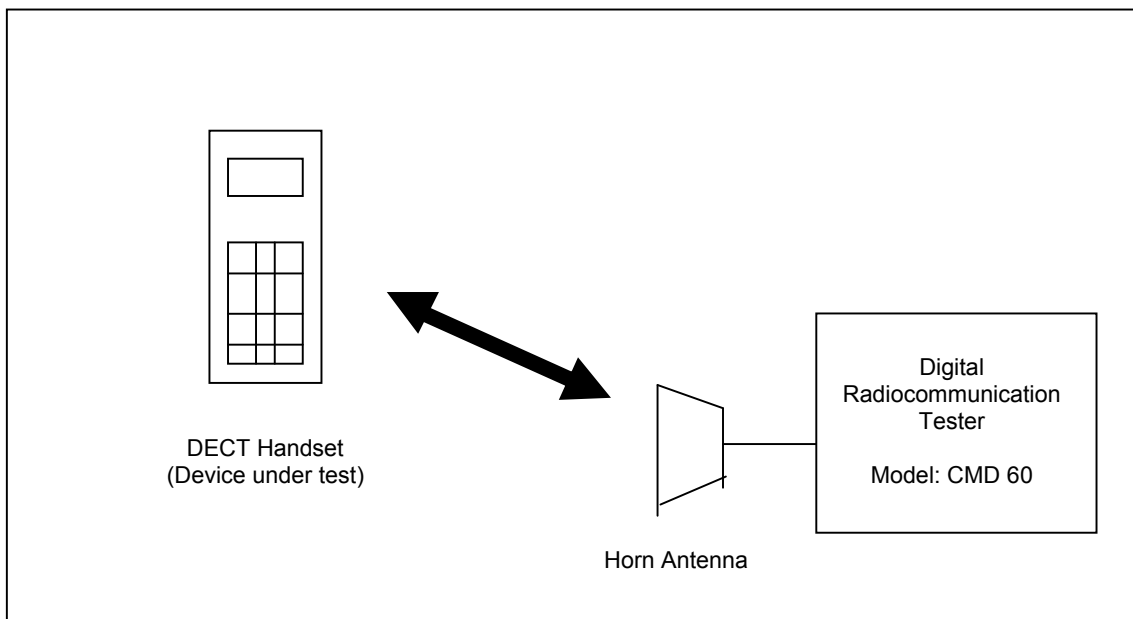 DECT Handset
(Device under test)
Horn Antenna
Digital
Radiocommunication
Tester
Model: CMD 60